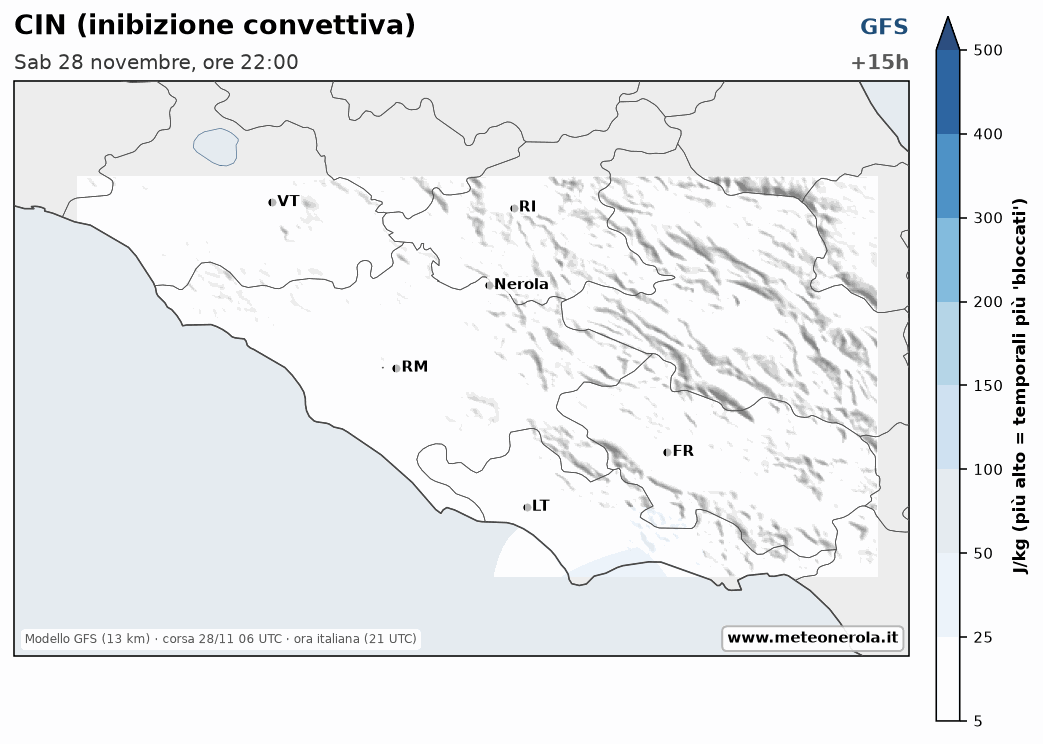 CIN (inibizione convettiva)
GFS
Sab 28 novembre, ore 22:00
+15h
VT
RI
Nerola
RM
FR
LT
500
400
300
200
150
100
50
25
5
J/kg (più alto = temporali più 'bloccati')
Modello GFS (13 km) · corsa 28/11 06 UTC · ora italiana (21 UTC)
www.meteonerola.it